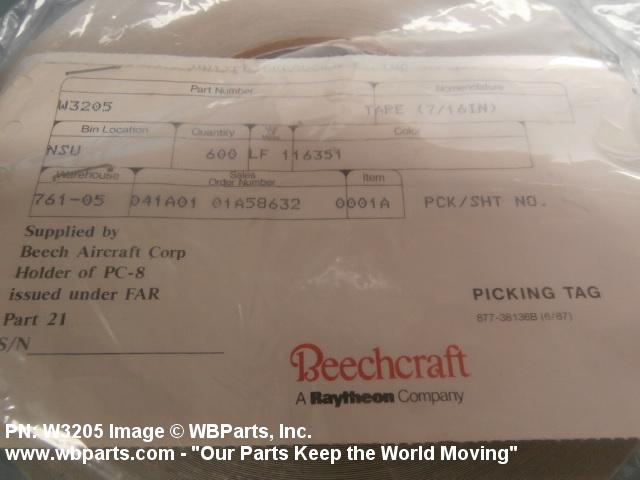 Part Number Nomenclature
W3205 TAPE (7/16IN)
Bin Location Quantity Color
NSU 600 LF 116351
Warehouse Sales Order Number Item
761-05 041A01 01A58632 0001A PCK/SHT NO.
Supplied by
Beech Aircraft Corp
Holder of PC-8
issued under FAR
Part 21
S/N
PICKING TAG
877-38136B (6/87)
Beechcraft
A Raytheon Company
PN: W3205 Image © WBParts, Inc.
www.wbparts.com - "Our Parts Keep the World Moving"